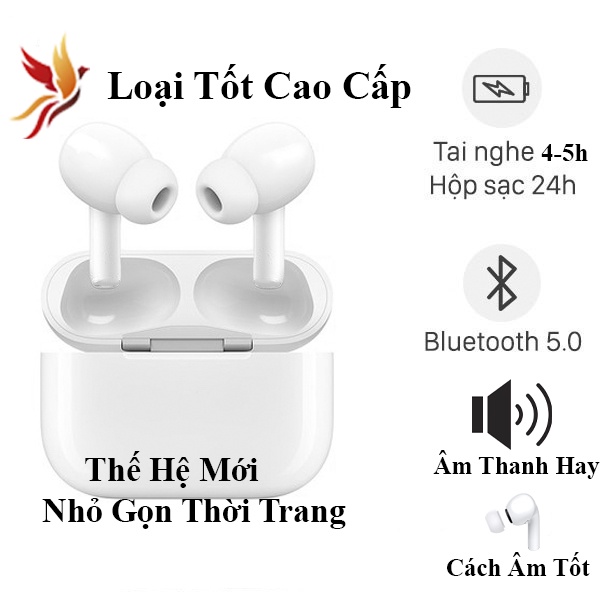 Loại Tốt Cao Cấp
Tai nghe 4-5h
Hộp sạc 24h
Bluetooth 5.0
Âm Thanh Hay
Thế Hệ Mới
Nhỏ Gọn Thời Trang
Cách Âm Tốt